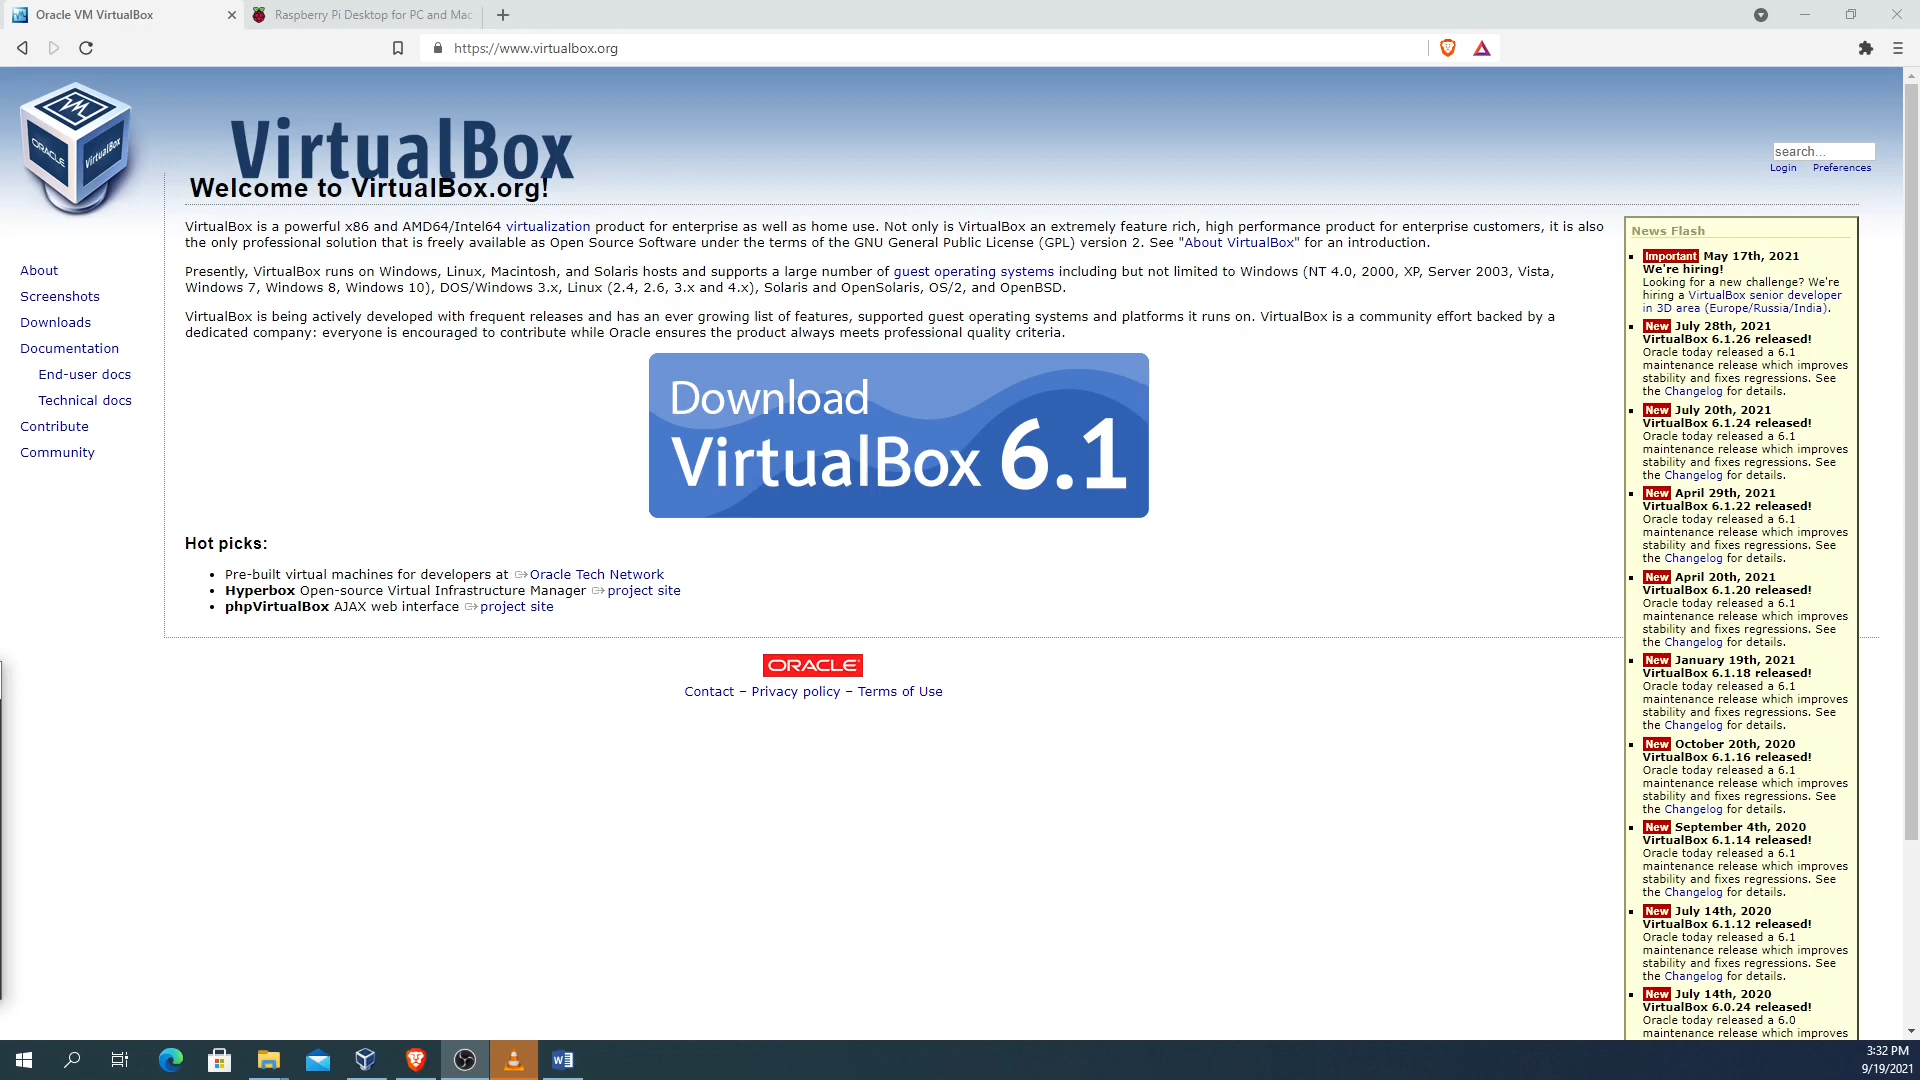 Oracle VM VirtualBox
Raspberry Pi Desktop for PC and Mac
https://www.virtualbox.org
ORACLE
VirtualBox
VirtualBox
search...
Login Preferences
Welcome to VirtualBox.org!
VirtualBox is a powerful x86 and AMD64/Intel64 virtualization product for enterprise as well as home use. Not only is VirtualBox an extremely feature rich, high performance product for enterprise customers, it is also
the only professional solution that is freely available as Open Source Software under the terms of the GNU General Public License (GPL) version 2. See "About VirtualBox" for an introduction.
Presently, VirtualBox runs on Windows, Linux, Macintosh, and Solaris hosts and supports a large number of guest operating systems including but not limited to Windows (NT 4.0, 2000, XP, Server 2003, Vista,
Windows 7, Windows 8, Windows 10), DOS/Windows 3.x, Linux (2.4, 2.6, 3.x and 4.x), Solaris and OpenSolaris, OS/2, and OpenBSD.
VirtualBox is being actively developed with frequent releases and has an ever growing list of features, supported guest operating systems and platforms it runs on. VirtualBox is a community effort backed by a
dedicated company: everyone is encouraged to contribute while Oracle ensures the product always meets professional quality criteria.
About
Screenshots
Downloads
Documentation
End-user docs
Technical docs
Contribute
Community
Download
VirtualBox 6.1
Hot picks:
Pre-built virtual machines for developers at Oracle Tech Network
Hyperbox Open-source Virtual Infrastructure Manager project site
phpVirtualBox AJAX web interface project site
ORACLE
Contact – Privacy policy – Terms of Use
News Flash
Important May 17th, 2021
We're hiring!
Looking for a new challenge? We're
hiring a VirtualBox senior developer
in 3D area (Europe/Russia/India).
New July 28th, 2021
VirtualBox 6.1.26 released!
Oracle today released a 6.1
maintenance release which improves
stability and fixes regressions. See
the Changelog for details.
New July 20th, 2021
VirtualBox 6.1.24 released!
Oracle today released a 6.1
maintenance release which improves
stability and fixes regressions. See
the Changelog for details.
New April 29th, 2021
VirtualBox 6.1.22 released!
Oracle today released a 6.1
maintenance release which improves
stability and fixes regressions. See
the Changelog for details.
New April 20th, 2021
VirtualBox 6.1.20 released!
Oracle today released a 6.1
maintenance release which improves
stability and fixes regressions. See
the Changelog for details.
New January 19th, 2021
VirtualBox 6.1.18 released!
Oracle today released a 6.1
maintenance release which improves
stability and fixes regressions. See
the Changelog for details.
New October 20th, 2020
VirtualBox 6.1.16 released!
Oracle today released a 6.1
maintenance release which improves
stability and fixes regressions. See
the Changelog for details.
New September 4th, 2020
VirtualBox 6.1.14 released!
Oracle today released a 6.1
maintenance release which improves
stability and fixes regressions. See
the Changelog for details.
New July 14th, 2020
VirtualBox 6.1.12 released!
Oracle today released a 6.1
maintenance release which improves
stability and fixes regressions. See
the Changelog for details.
New July 14th, 2020
VirtualBox 6.0.24 released!
Oracle today released a 6.0
maintenance release which improves
3:32 PM
9/19/2021